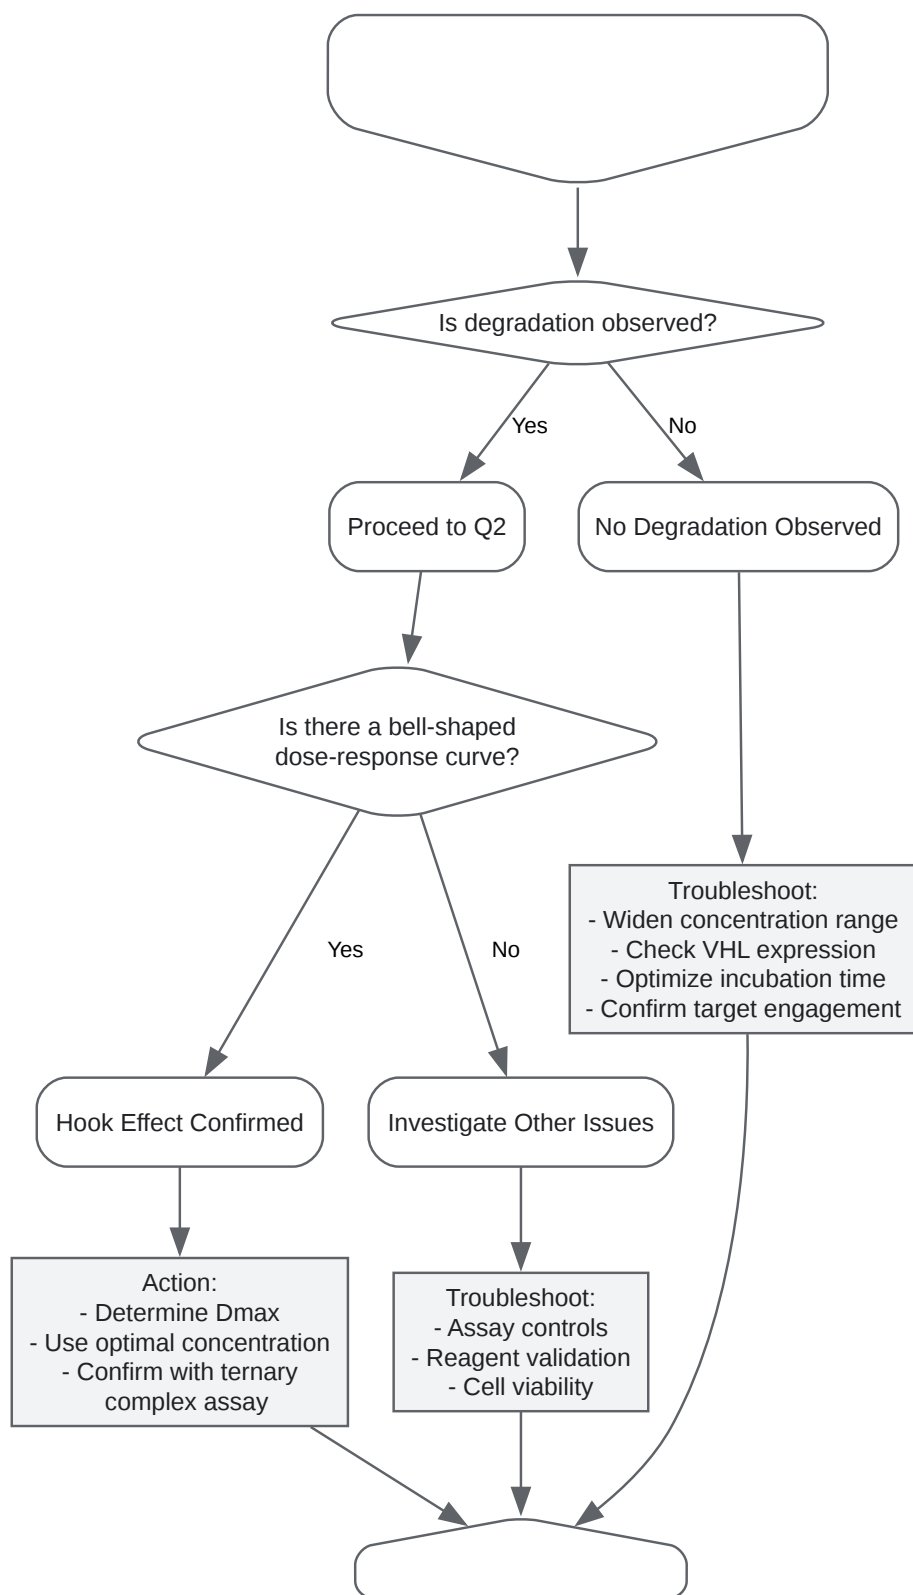 Is degradation observed?
Yes
No
Proceed to Q2
No Degradation Observed
Is there a bell-shaped
dose-response curve?
Troubleshoot:
- Widen concentration range
- Check VHL expression
- Optimize incubation time
- Confirm target engagement
Yes
No
Hook Effect Confirmed
Investigate Other Issues
Action:
- Determine Dmax
- Use optimal concentration
- Confirm with ternary
complex assay
Troubleshoot:
- Assay controls
- Reagent validation
- Cell viability